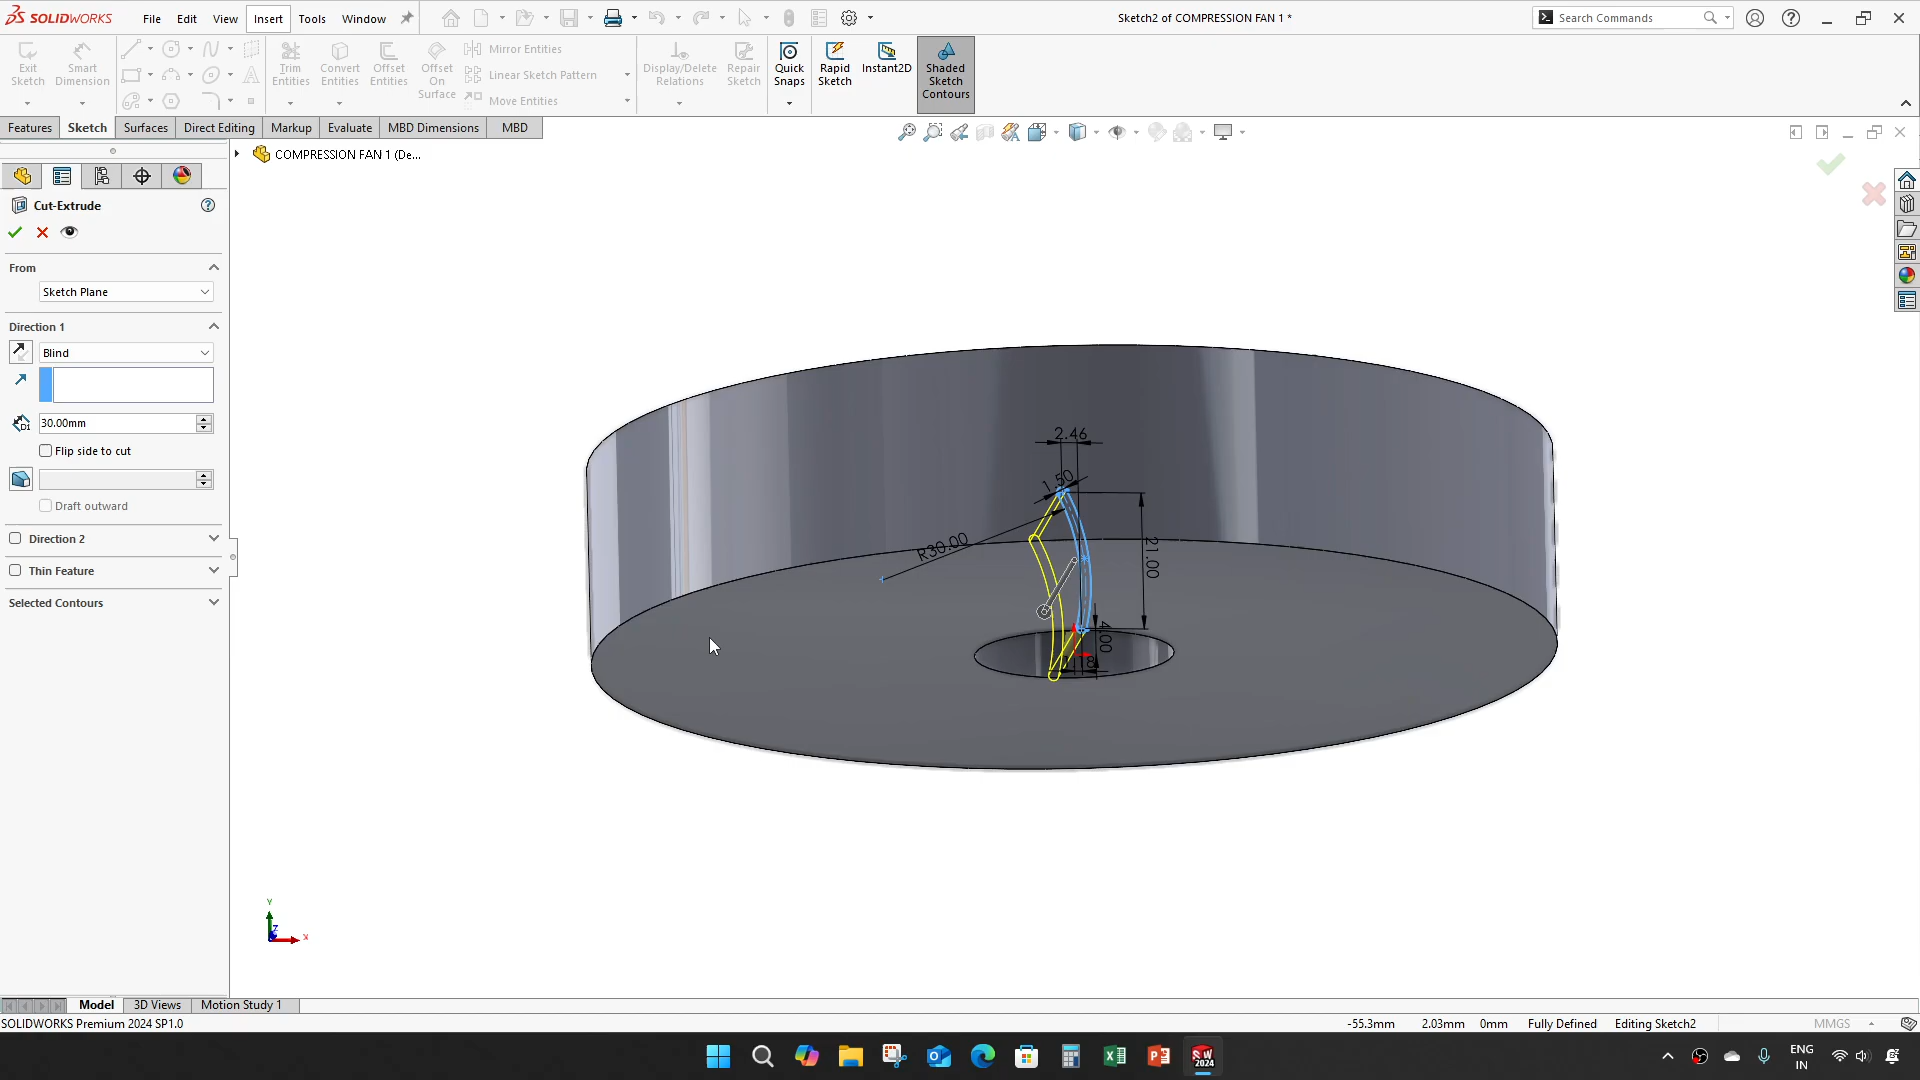 SOLIDWORKS File Edit View Insert Tools Window
Sketch2 of COMPRESSION FAN 1 *
Search Commands
Exit Sketch
Smart Dimension
Trim Entities
Convert Entities
Offset Entities
Offset On Surface
Mirror Entities
Linear Sketch Pattern
Move Entities
Display/Delete Relations
Repair Sketch
Quick Snaps
Rapid Sketch
Instant2D
Shaded Sketch Contours
Features Sketch Surfaces Direct Editing Markup Evaluate MBD Dimensions MBD
COMPRESSION FAN 1 (De...
Cut-Extrude
From
Sketch Plane
Direction 1
Blind
D1 30.00mm
Flip side to cut
Draft outward
Direction 2
Thin Feature
Selected Contours
2.46
1.50
R30.00
21.00
4.00
Y
Z
X
Model 3D Views Motion Study 1
SOLIDWORKS Premium 2024 SP1.0
-55.3mm 2.03mm 0mm Fully Defined Editing Sketch2 MMGS
SW 2024
ENG
IN